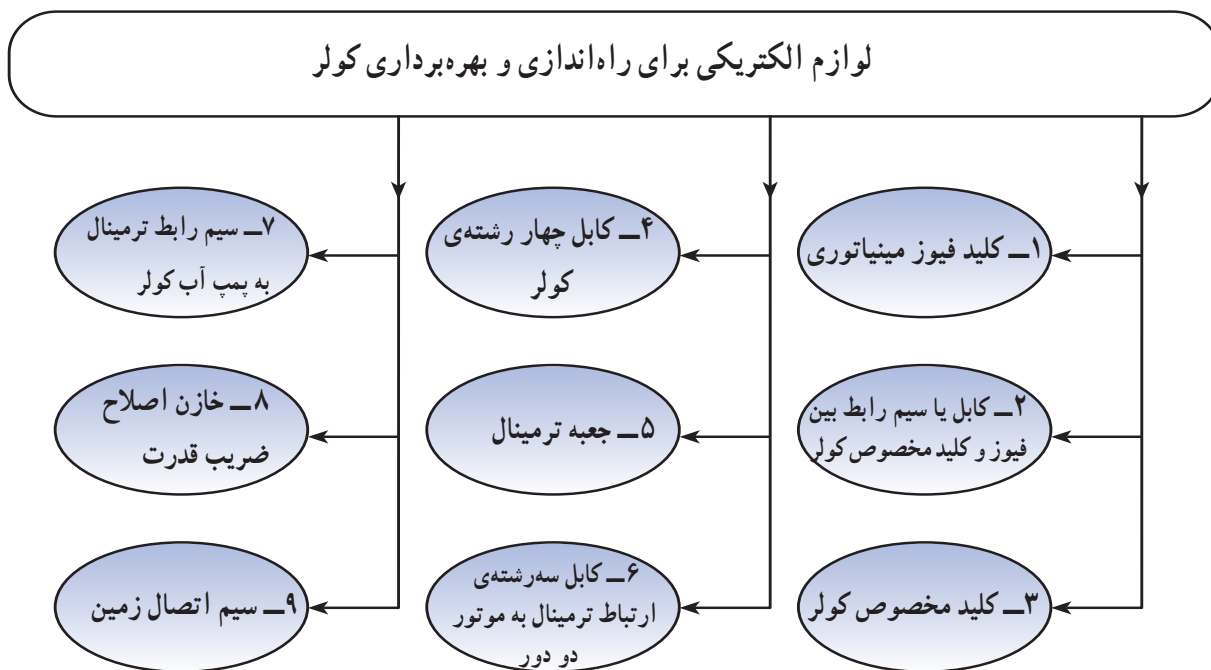 لوازم الکتریکی برای راه‌اندازی و بهره‌برداری کولر
۱ــ کلید فیوز مینیاتوری
۲ــ کابل یا سیم رابط بین
فیوز و کلید مخصوص کولر
۳ــ کلید مخصوص کولر
۴ــ کابل چهار رشته‌ی
کولر
۵ــ جعبه ترمینال
۶ــ کابل سه‌رشته‌ی
ارتباط ترمینال به موتور
دو دور
۷ــ سیم رابط ترمینال
به پمپ آب کولر
۸ــ خازن اصلاح
ضریب قدرت
۹ــ سیم اتصال زمین